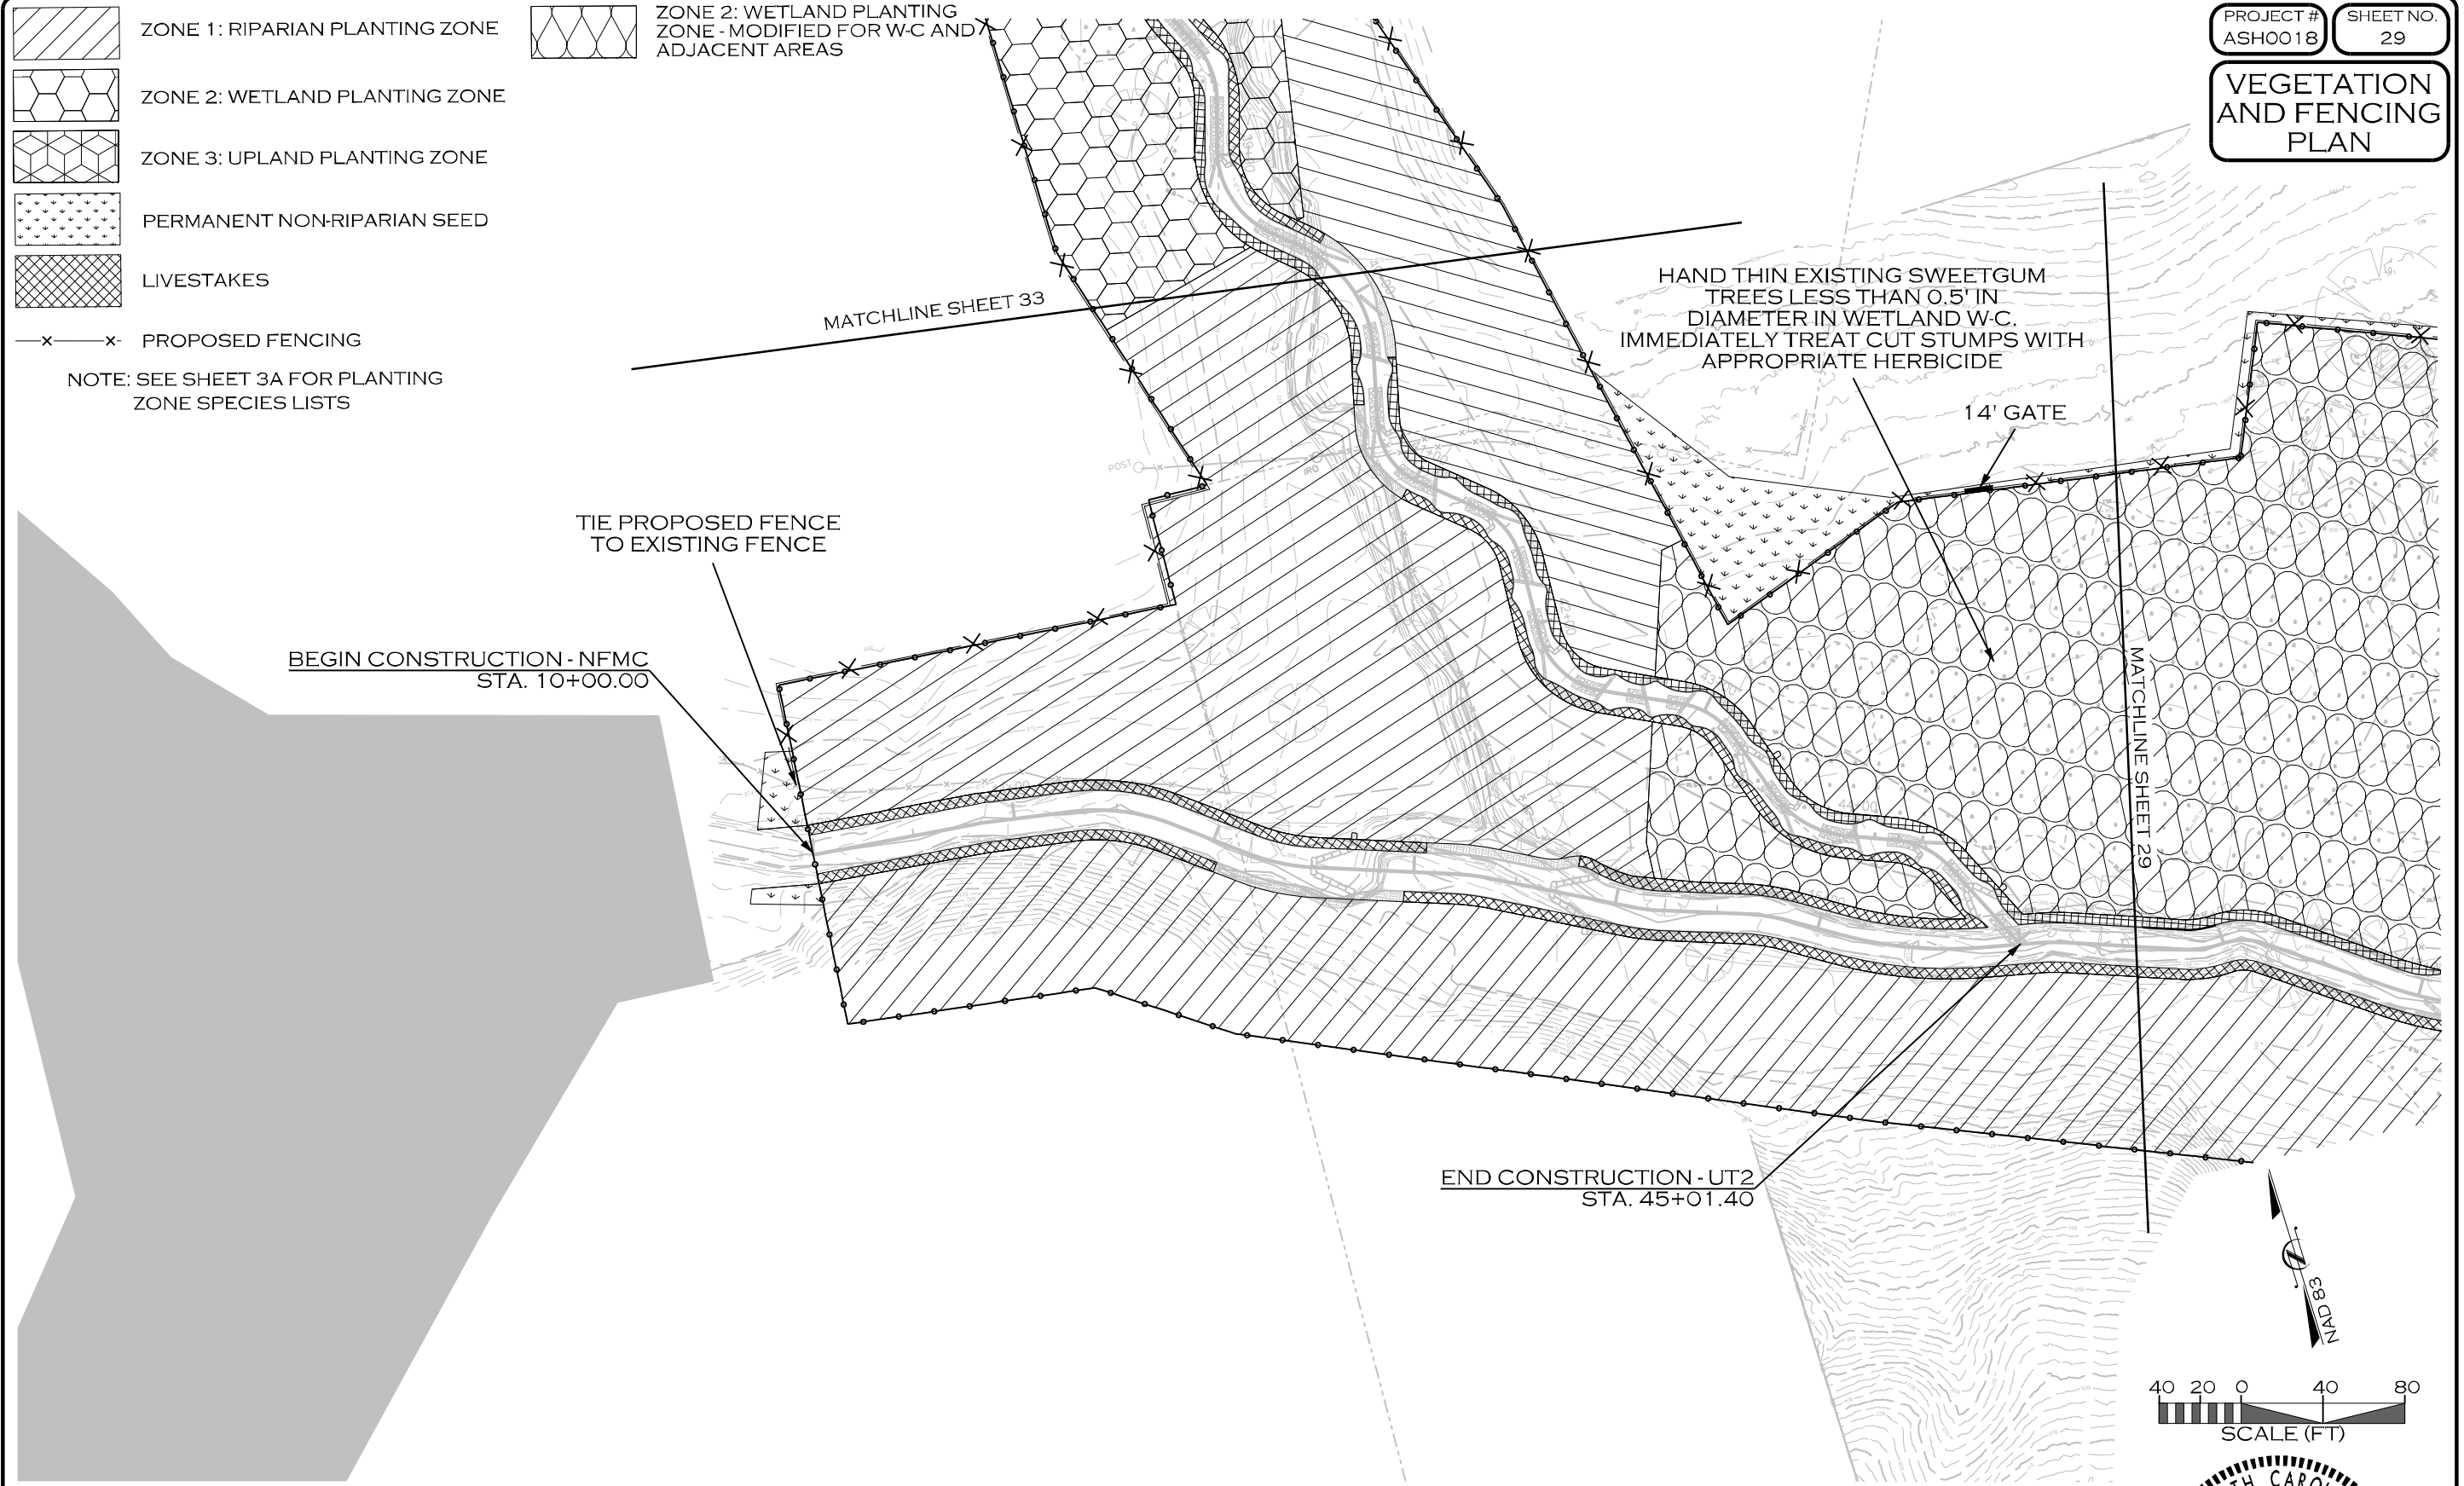 ZONE 1: RIPARIAN PLANTING ZONE
ZONE 2: WETLAND PLANTING ZONE
ZONE 3: UPLAND PLANTING ZONE
PERMANENT NON-RIPARIAN SEED
LIVESTAKES
PROPOSED FENCING
NOTE: SEE SHEET 3A FOR PLANTING
ZONE SPECIES LISTS
ZONE 2: WETLAND PLANTING
ZONE - MODIFIED FOR W-C AND
ADJACENT AREAS
PROJECT #
ASH0018
SHEET NO.
29
VEGETATION
AND FENCING
PLAN
MATCHLINE SHEET 33
HAND THIN EXISTING SWEETGUM
TREES LESS THAN 0.5' IN
DIAMETER IN WETLAND W-C.
IMMEDIATELY TREAT CUT STUMPS WITH
APPROPRIATE HERBICIDE
14' GATE
POST
IRO
TIE PROPOSED FENCE
TO EXISTING FENCE
BEGIN CONSTRUCTION - NFMC
STA. 10+00.00
MATCHLINE SHEET 29
END CONSTRUCTION - UT2
STA. 45+01.40
NAD 83
40 20 0 40 80
SCALE (FT)
TH CARO